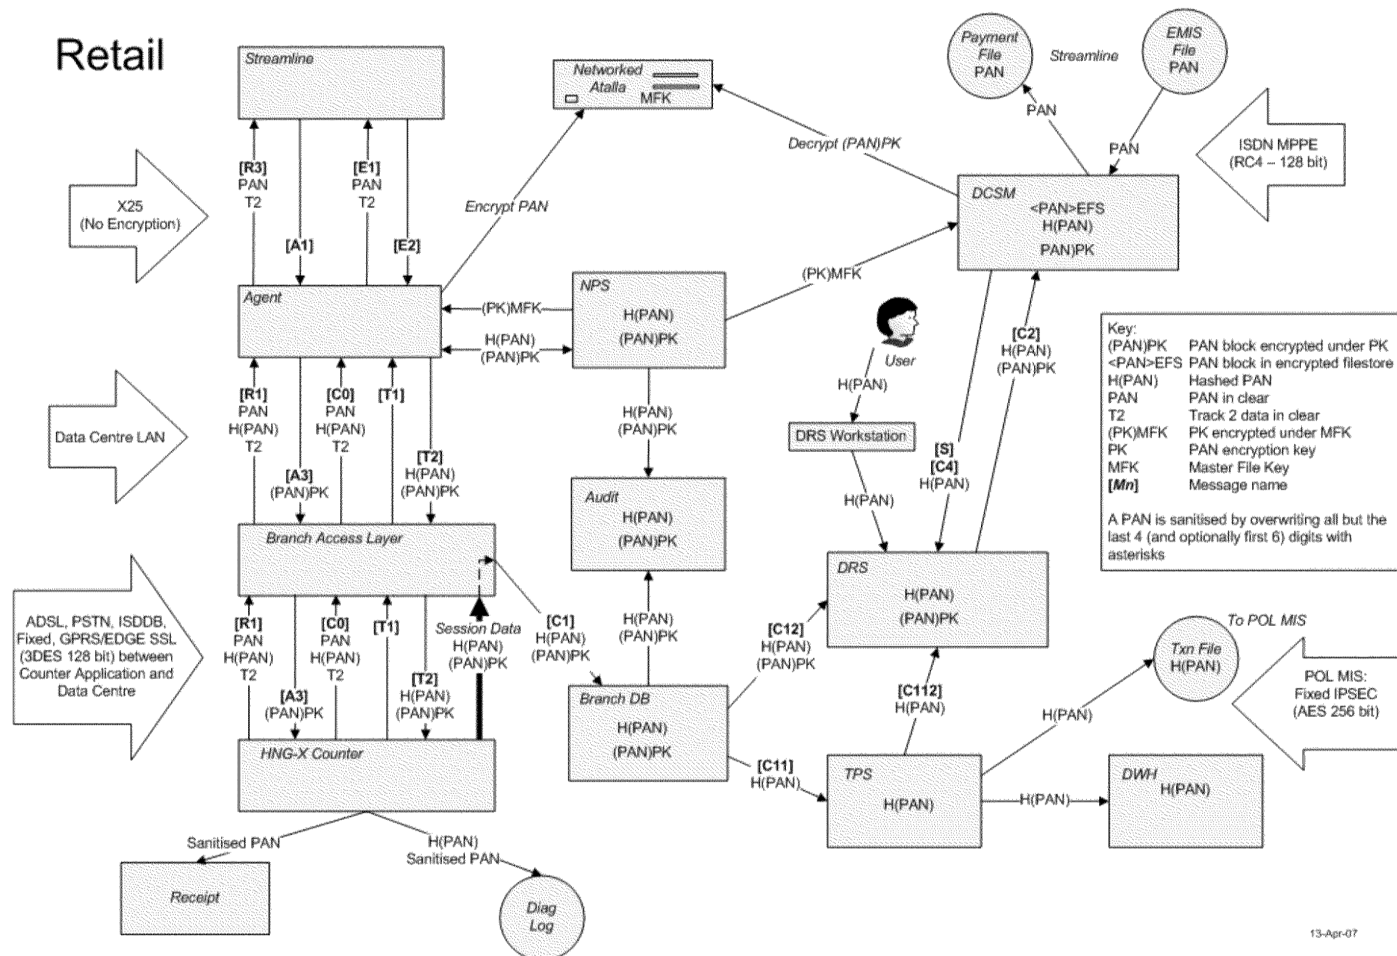 Retail
Streamline
Networked
Atalla
MFK
Payment
File
PAN
Streamline
EMIS
File
PAN
PAN
PAN
ISDN MPPE
(RC4 – 128 bit)
Decrypt (PAN)PK
Encrypt PAN
X25
(No Encryption)
[R3]
PAN
T2
[A1]
[E1]
PAN
T2
[E2]
DCSM
<PAN>EFS
H(PAN)
PAN)PK
Agent
(PK)MFK
H(PAN)
(PAN)PK
NPS
H(PAN)
(PAN)PK
(PK)MFK
User
H(PAN)
DRS Workstation
H(PAN)
[C2]
H(PAN)
(PAN)PK
[S]
[C4]
H(PAN)
Key:
(PAN)PK PAN block encrypted under PK
<PAN>EFS PAN block in encrypted filestore
H(PAN) Hashed PAN
PAN PAN in clear
T2 Track 2 data in clear
(PK)MFK PK encrypted under MFK
PK PAN encryption key
MFK Master File Key
[Mn] Message name
A PAN is sanitised by overwriting all but the
last 4 (and optionally first 6) digits with
asterisks
Data Centre LAN
[R1]
PAN
H(PAN)
T2
[A3]
(PAN)PK
[C0]
PAN
H(PAN)
T2
[T1]
[T2]
H(PAN)
(PAN)PK
H(PAN)
(PAN)PK
Audit
H(PAN)
(PAN)PK
Branch Access Layer
DRS
H(PAN)
(PAN)PK
ADSL, PSTN, ISDDB,
Fixed, GPRS/EDGE SSL
(3DES 128 bit) between
Counter Application and
Data Centre
[R1]
PAN
H(PAN)
T2
[A3]
(PAN)PK
[C0]
PAN
H(PAN)
T2
[T1]
[T2]
H(PAN)
(PAN)PK
Session Data
H(PAN)
(PAN)PK
[C1]
H(PAN)
(PAN)PK
H(PAN)
(PAN)PK
[C12]
H(PAN)
(PAN)PK
[C112]
H(PAN)
Branch DB
H(PAN)
(PAN)PK
[C11]
H(PAN)
To POL MIS
Txn File
H(PAN)
H(PAN)
POL MIS:
Fixed IPSEC
(AES 256 bit)
HNG-X Counter
TPS
H(PAN)
H(PAN)
DWH
H(PAN)
Sanitised PAN
H(PAN)
Sanitised PAN
Receipt
Diag
Log
13-Apr-07